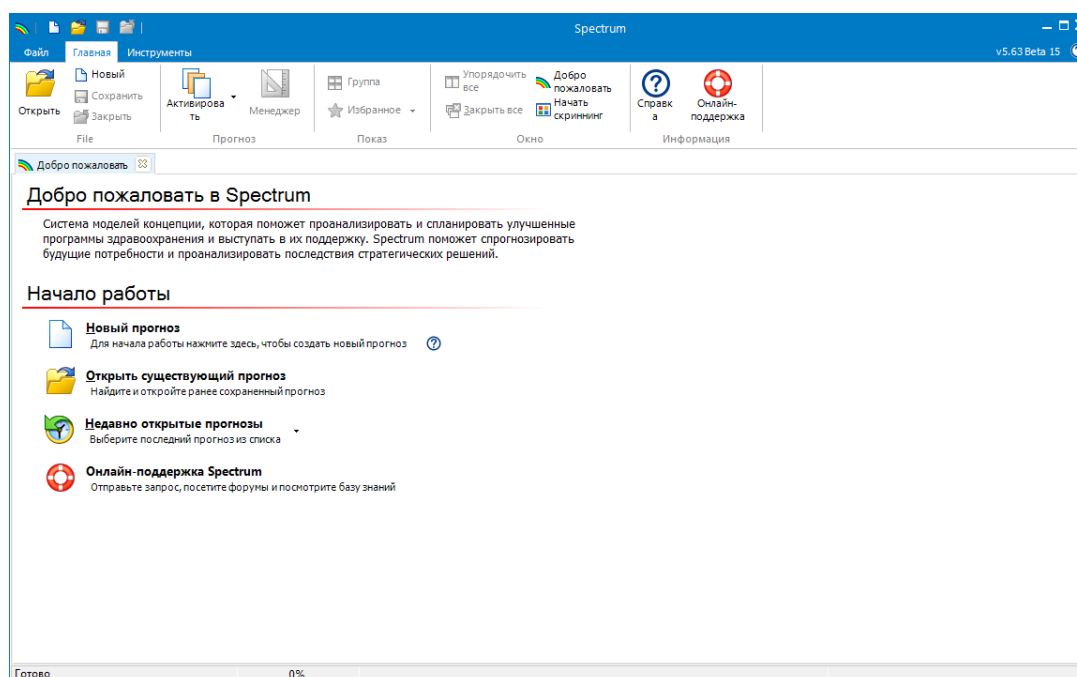 Spectrum
Файл Главная Инструменты
v5.63 Beta 15
Открыть
Новый
Сохранить
Закрыть
File
Активирова
ть
Менеджер
Прогноз
Группа
Избранное
Показ
Упорядочить
все
Закрыть все
Добро
пожаловать
Начать
скрининг
Окно
Справк
а
Онлайн-
поддержка
Информация
Добро пожаловать
Добро пожаловать в Spectrum
Система моделей концепции, которая поможет проанализировать и спланировать улучшенные
программы здравоохранения и выступать в их поддержку. Spectrum поможет спрогнозировать
будущие потребности и проанализировать последствия стратегических решений.
Начало работы
Новый прогноз
Для начала работы нажмите здесь, чтобы создать новый прогноз
Открыть существующий прогноз
Найдите и откройте ранее сохраненный прогноз
Недавно открытые прогнозы
Выберите последний прогноз из списка
Онлайн-поддержка Spectrum
Отправьте запрос, посетите форумы и посмотрите базу знаний
Готово 0%